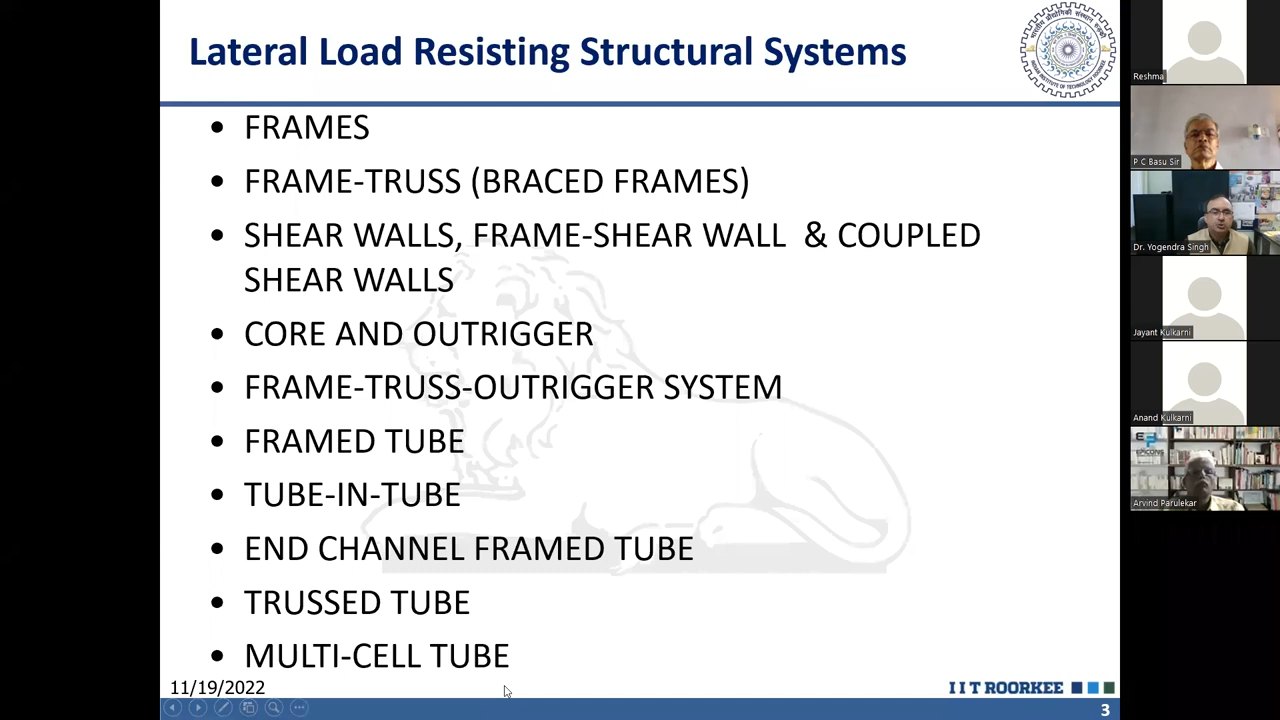 Lateral Load Resisting Structural Systems
• FRAMES
• FRAME-TRUSS (BRACED FRAMES)
• SHEAR WALLS, FRAME-SHEAR WALL & COUPLED
SHEAR WALLS
• CORE AND OUTRIGGER
• FRAME-TRUSS-OUTRIGGER SYSTEM
• FRAMED TUBE
• TUBE-IN-TUBE
• END CHANNEL FRAMED TUBE
• TRUSSED TUBE
• MULTI-CELL TUBE
11/19/2022
I I T ROORKEE
3
Reshma
P C Basu Sir
Dr. Yogendra Singh
Jayant Kulkarni
Anand Kulkarni
EPICONS
Arvind Parulekar